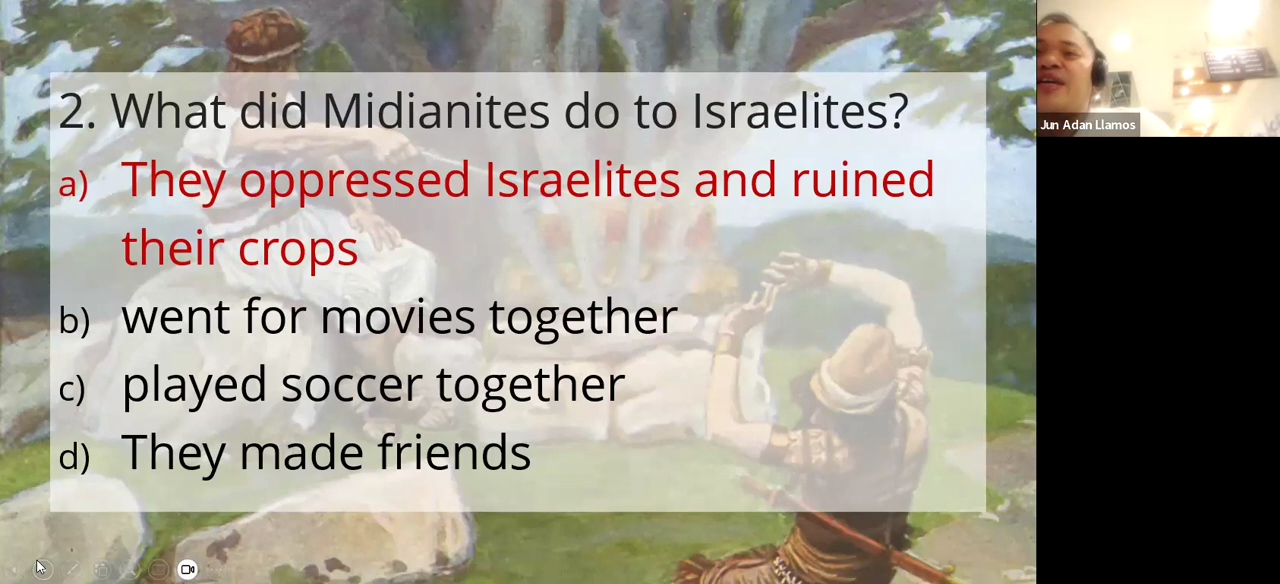 2. What did Midianites do to Israelites?
a) They oppressed Israelites and ruined
their crops
b) went for movies together
c) played soccer together
d) They made friends
Jun Adan Llamos